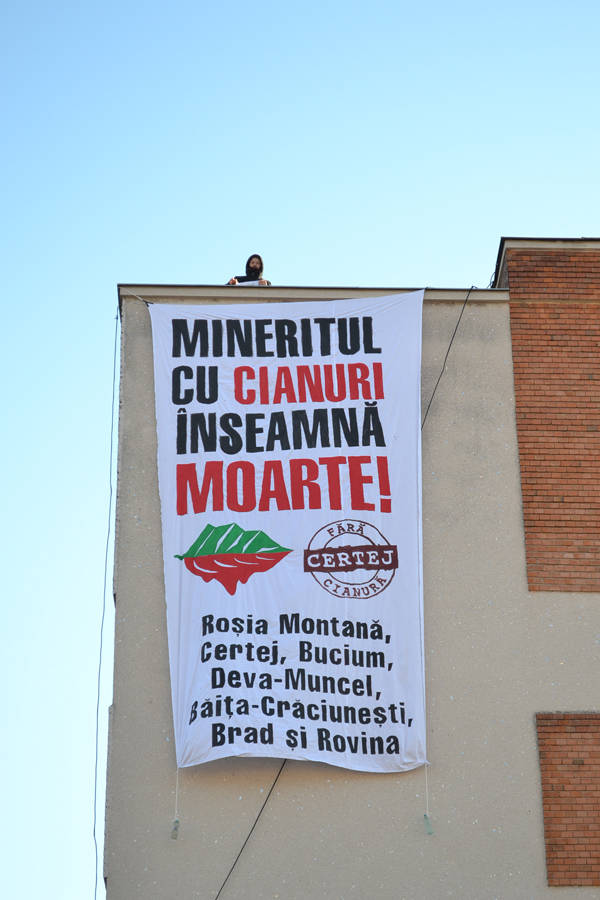 MINERITUL
CU CIANURI
ÎNSEAMNĂ
MOARTE!
FĂRĂ
CERTEJ
CIANURĂ
Roșia Montană,
Certej, Bucium,
Deva-Muncel,
Băița-Crăciunești,
Brad și Rovina